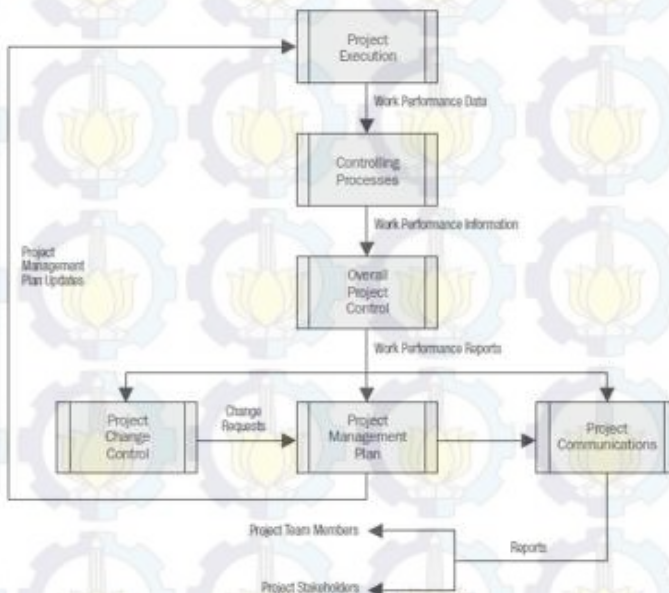 Project
Execution
Work Performance Data
Controlling
Processes
Work Performance Information
Project
Management
Plan Updates
Overall
Project
Control
Work Performance Reports
Project
Change
Control
Change
Requests
Project
Management
Plan
Project
Communications
Project Team Members
Reports
Project Stakeholders